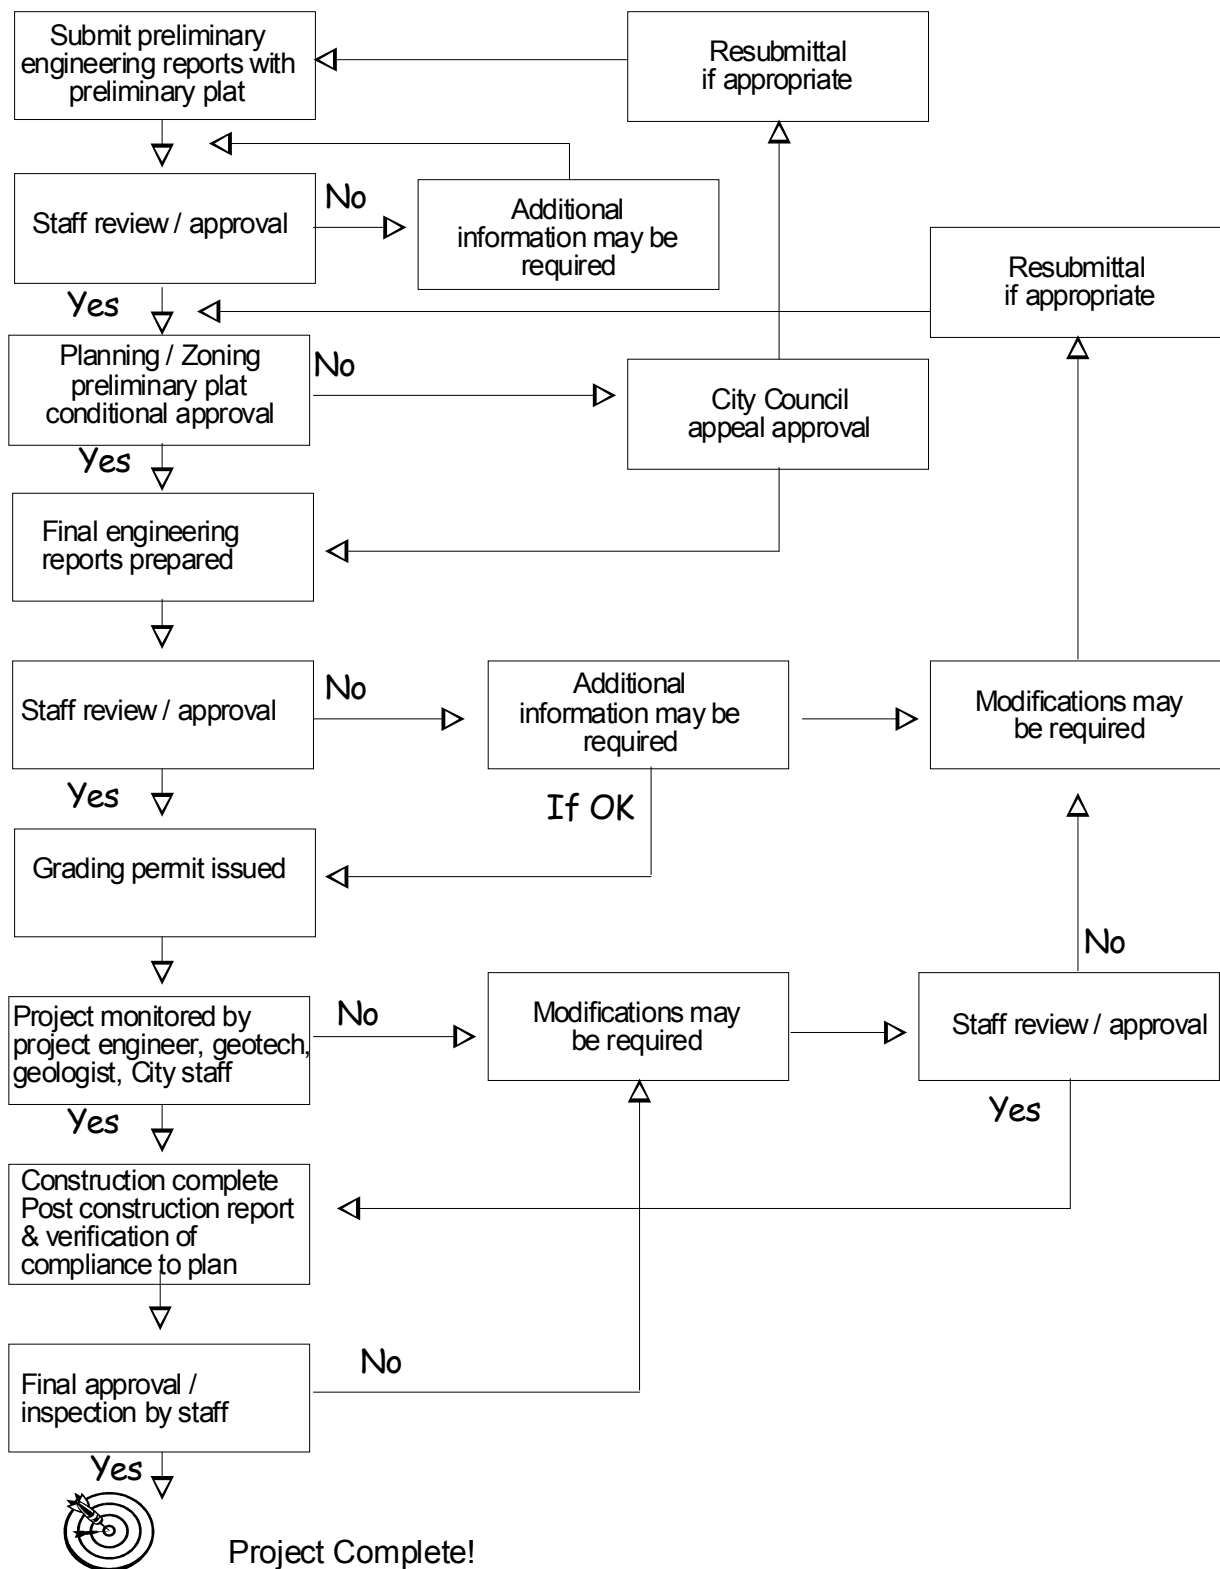 Submit preliminary
engineering reports with
preliminary plat
Resubmittal
if appropriate
No
Staff review / approval
Additional
information may be
required
Resubmittal
if appropriate
Yes
Planning / Zoning
preliminary plat
conditional approval
No
City Council
appeal approval
Yes
Final engineering
reports prepared
Staff review / approval
No
Additional
information may be
required
Modifications may
be required
Yes
If OK
Grading permit issued
No
Project monitored by
project engineer, geotech,
geologist, City staff
No
Modifications may
be required
Staff review / approval
Yes
Yes
Construction complete
Post construction report
& verification of
compliance to plan
Final approval /
inspection by staff
No
Yes
Project Complete!